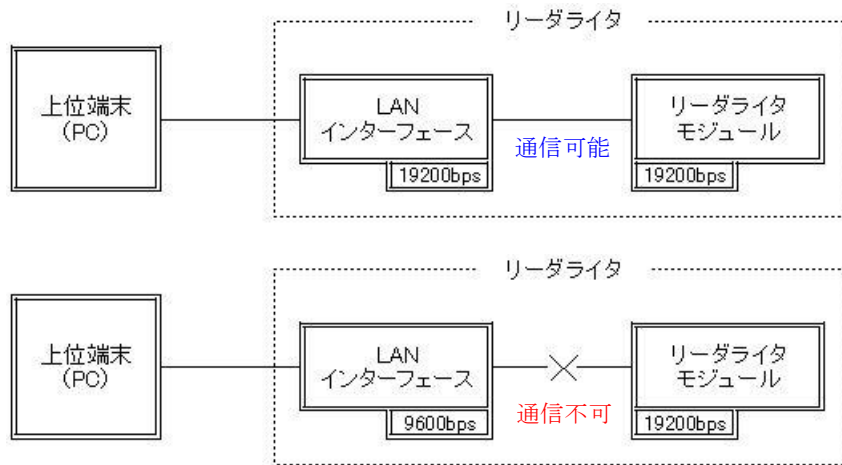 リーダライタ
上位端末
(PC)
LAN
インターフェース
19200bps
通信可能
リーダライタ
モジュール
19200bps
リーダライタ
上位端末
(PC)
LAN
インターフェース
9600bps
通信不可
リーダライタ
モジュール
19200bps